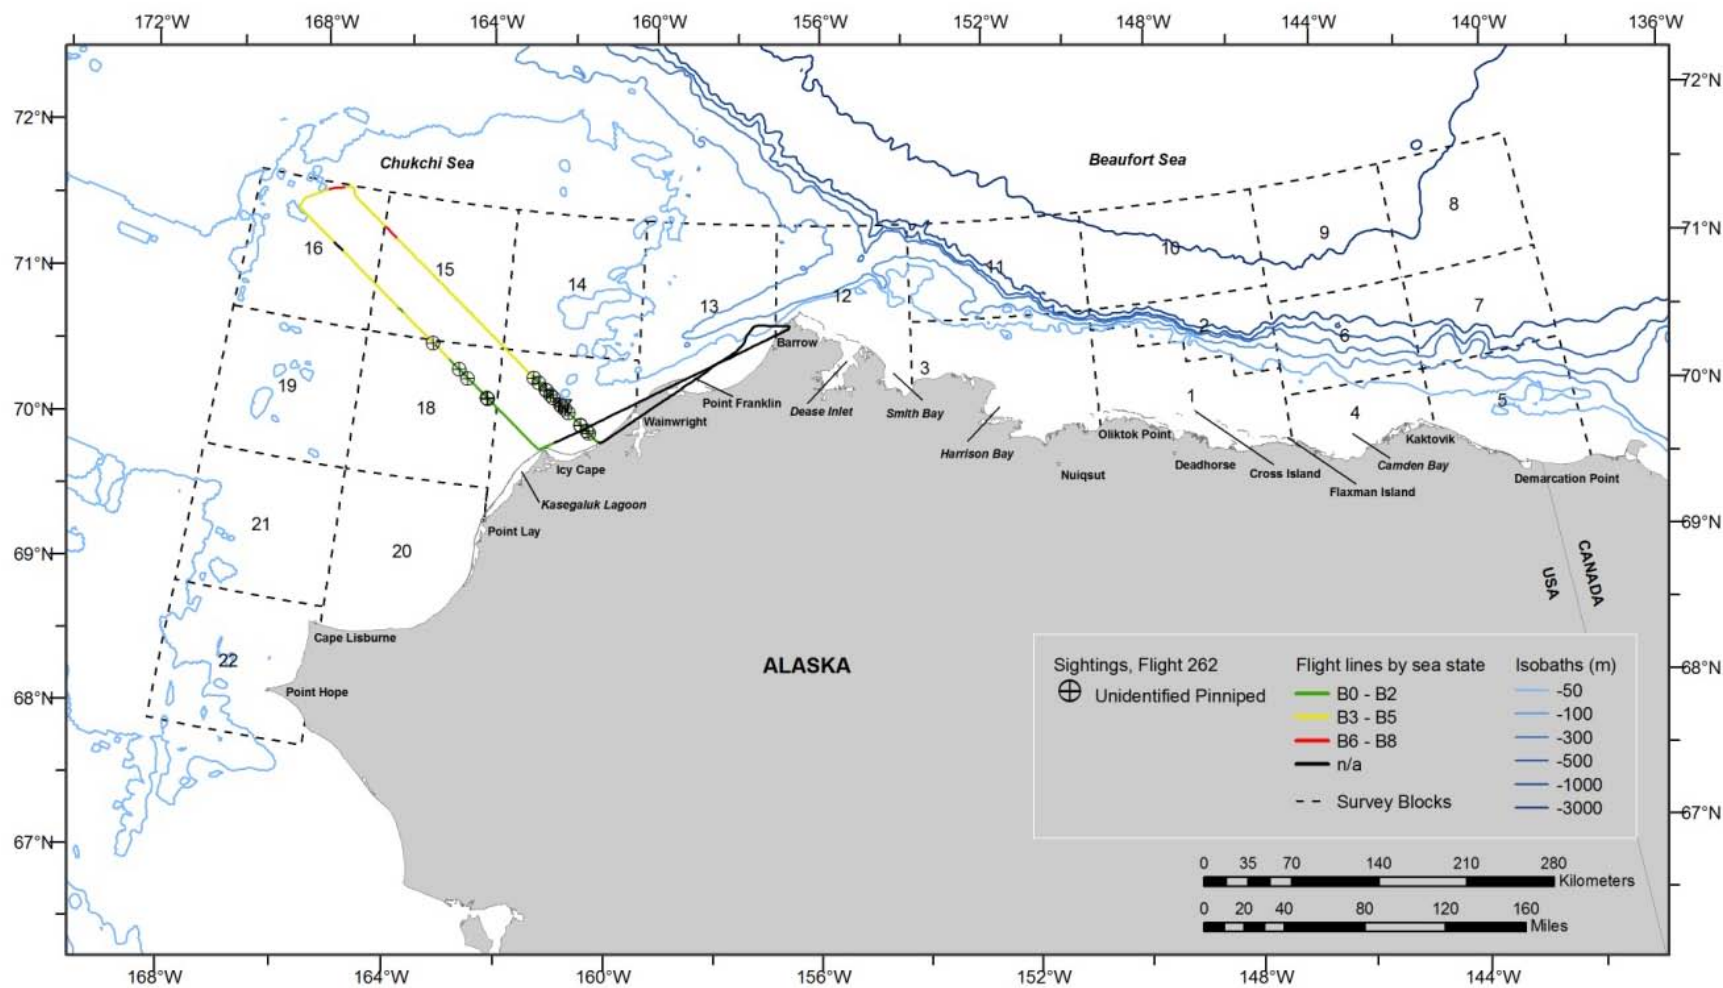 172°W 168°W 164°W 160°W 156°W 152°W 148°W 144°W 140°W 136°W
72°N
72°N
Chukchi Sea
Beaufort Sea
8
9
71°N
16
10
71°N
15
11
14
12
13
7
2
6
Barrow
70°N
3
19
18
Point Franklin
1
5
70°N
Dease Inlet
Smith Bay
4
Wainwright
Oliktok Point
Kaktovik
Harrison Bay
Icy Cape
Deadhorse
Camden Bay
Nuiqsut
Cross Island
Demarcation Point
Kasegaluk Lagoon
Flaxman Island
21
Point Lay
69°N
69°N
20
CANADA
USA
Cape Lisburne
22
ALASKA
Point Hope
68°N
68°N
Sightings, Flight 262
Unidentified Pinniped
Flight lines by sea state
B0 - B2
B3 - B5
B6 - B8
n/a
Survey Blocks
Isobaths (m)
-50
-100
-300
-500
-1000
-3000
67°N
67°N
0 35 70 140 210 280
Kilometers
0 20 40 80 120 160
Miles
168°W 164°W 160°W 156°W 152°W 148°W 144°W